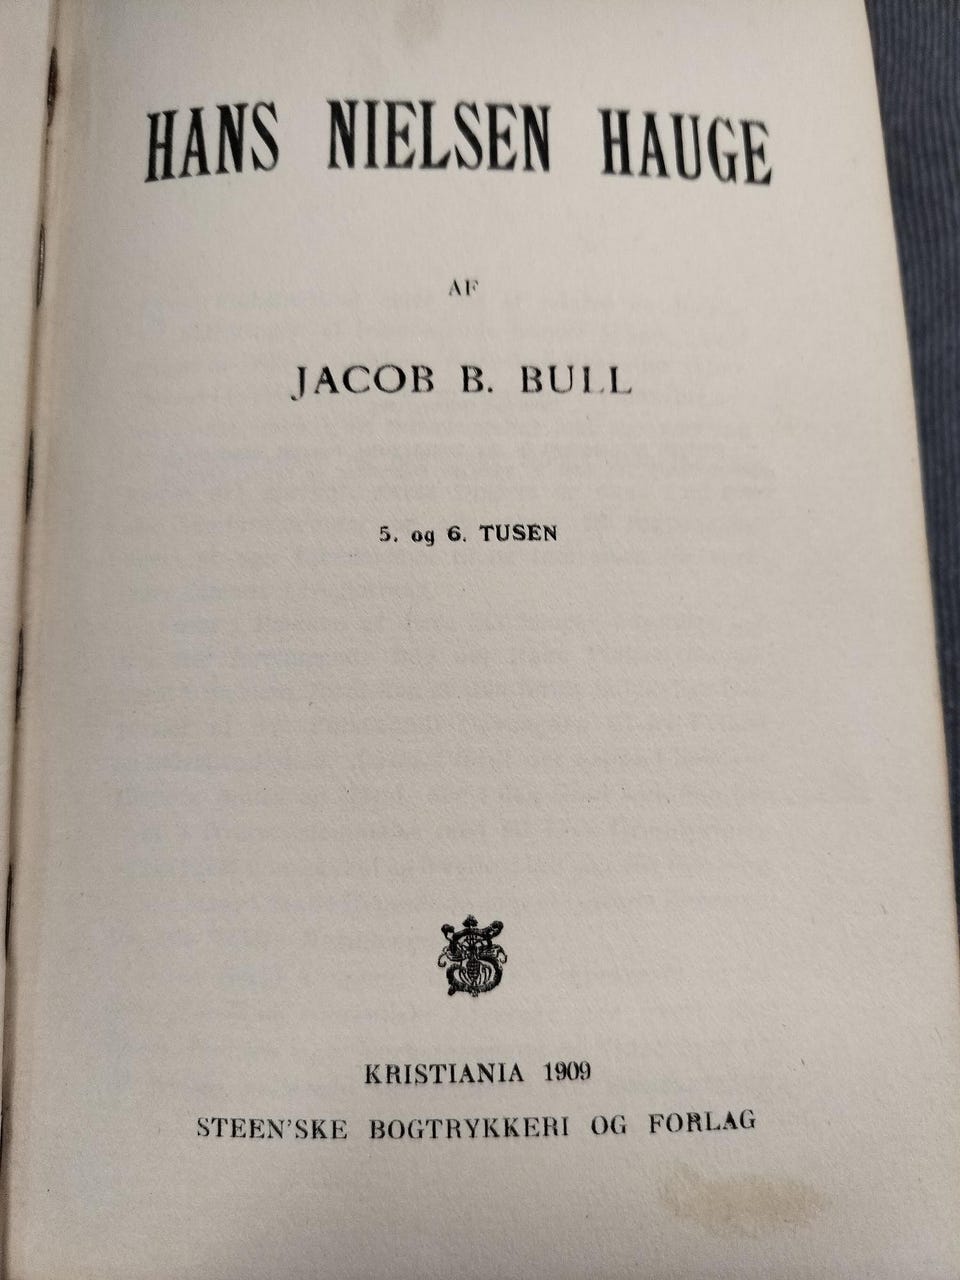 HANS NIELSEN HAUGE
AF
JACOB B. BULL
5. og 6. TUSEN
KRISTIANIA 1909
STEEN'SKE BOGTRYKKERI OG FORLAG